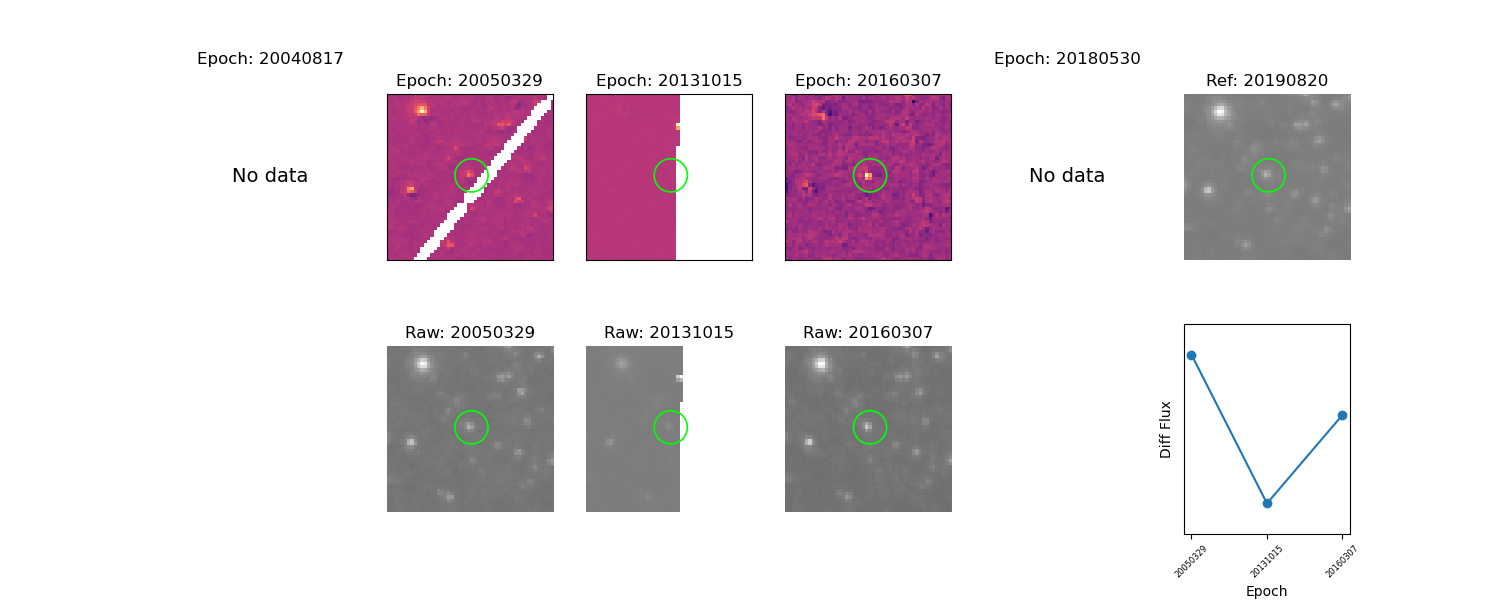 Epoch: 20040817
Epoch: 20050329
Epoch: 20131015
Epoch: 20160307
Epoch: 20180530
Ref: 20190820
No data
No data
Raw: 20050329
Raw: 20131015
Raw: 20160307
Diff Flux
20050329
20131015
20160307
Epoch